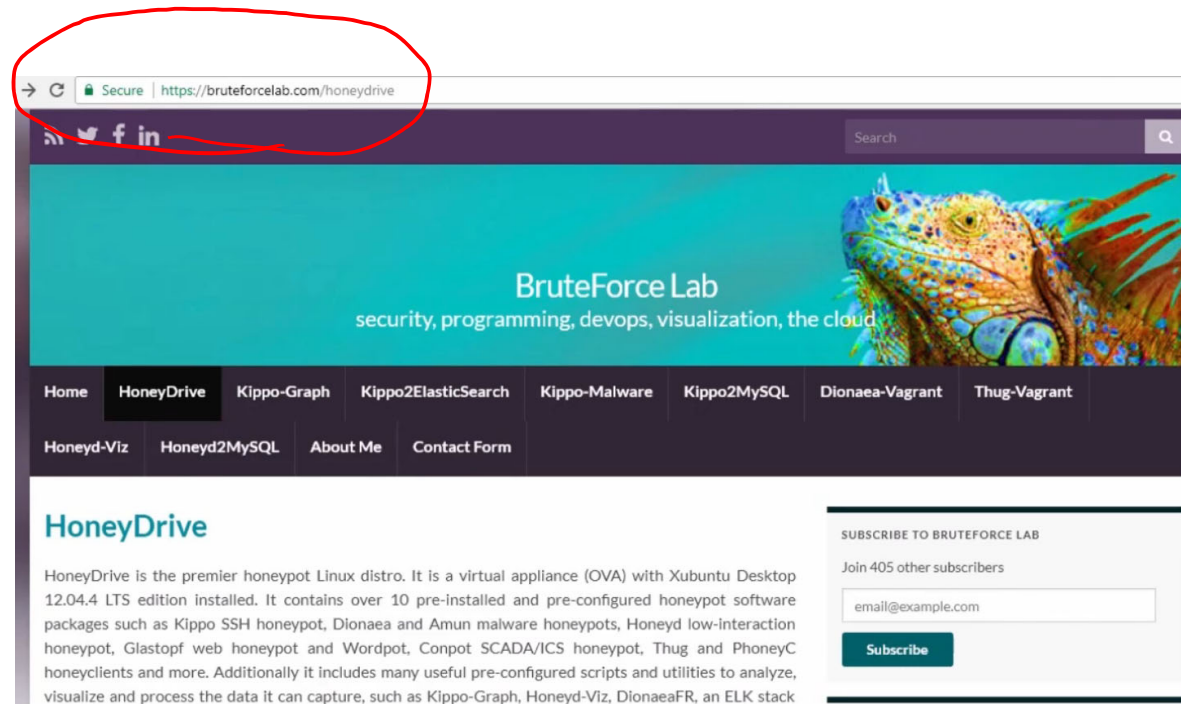 Secure | https://bruteforcelab.com/honeydrive
f in
Search
BruteForce Lab
security, programming, devops, visualization, the cloud
Home HoneyDrive Kippo-Graph Kippo2ElasticSearch Kippo-Malware Kippo2MySQL Dionaea-Vagrant Thug-Vagrant
Honeyd-Viz Honeyd2MySQL About Me Contact Form
HoneyDrive
HoneyDrive is the premier honeypot Linux distro. It is a virtual appliance (OVA) with Xubuntu Desktop
12.04.4 LTS edition installed. It contains over 10 pre-installed and pre-configured honeypot software
packages such as Kippo SSH honeypot, Dionaea and Amun malware honeypots, Honeyd low-interaction
honeypot, Glastopf web honeypot and Wordpot, Conpot SCADA/ICS honeypot, Thug and PhoneyC
honeyclients and more. Additionally it includes many useful pre-configured scripts and utilities to analyze,
visualize and process the data it can capture, such as Kippo-Graph, Honeyd-Viz, DionaeaFR, an ELK stack
SUBSCRIBE TO BRUTEFORCE LAB
Join 405 other subscribers
email@example.com
Subscribe